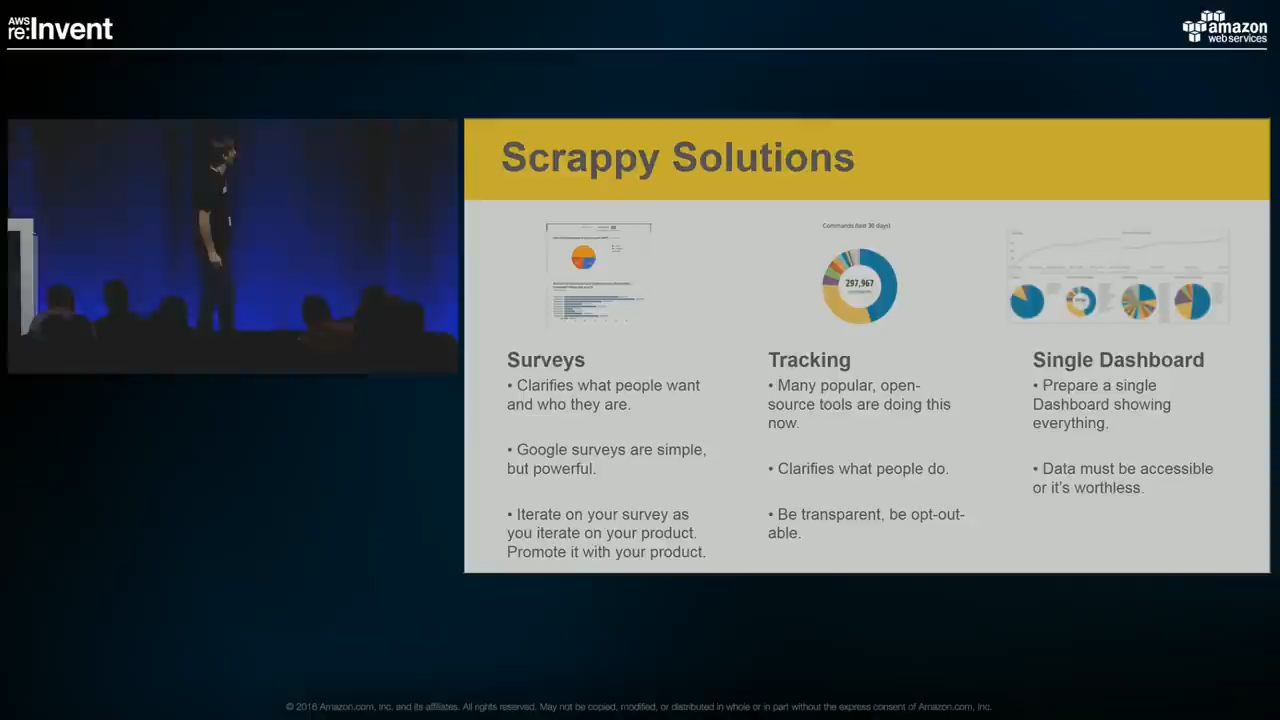 AWS
re:Invent
amazon
webservices
Scrappy Solutions
Commands (last 30 days)
297,967
Surveys
• Clarifies what people want
and who they are.
• Google surveys are simple,
but powerful.
• Iterate on your survey as
you iterate on your product.
Promote it with your product.
Tracking
• Many popular, open-
source tools are doing this
now.
• Clarifies what people do.
• Be transparent, be opt-out-
able.
Single Dashboard
• Prepare a single
Dashboard showing
everything.
• Data must be accessible
or it's worthless.
© 2016 Amazon.com, Inc. and its affiliates. All rights reserved. May not be copied, modified, or distributed in whole or in part without the express consent of Amazon.com, Inc.